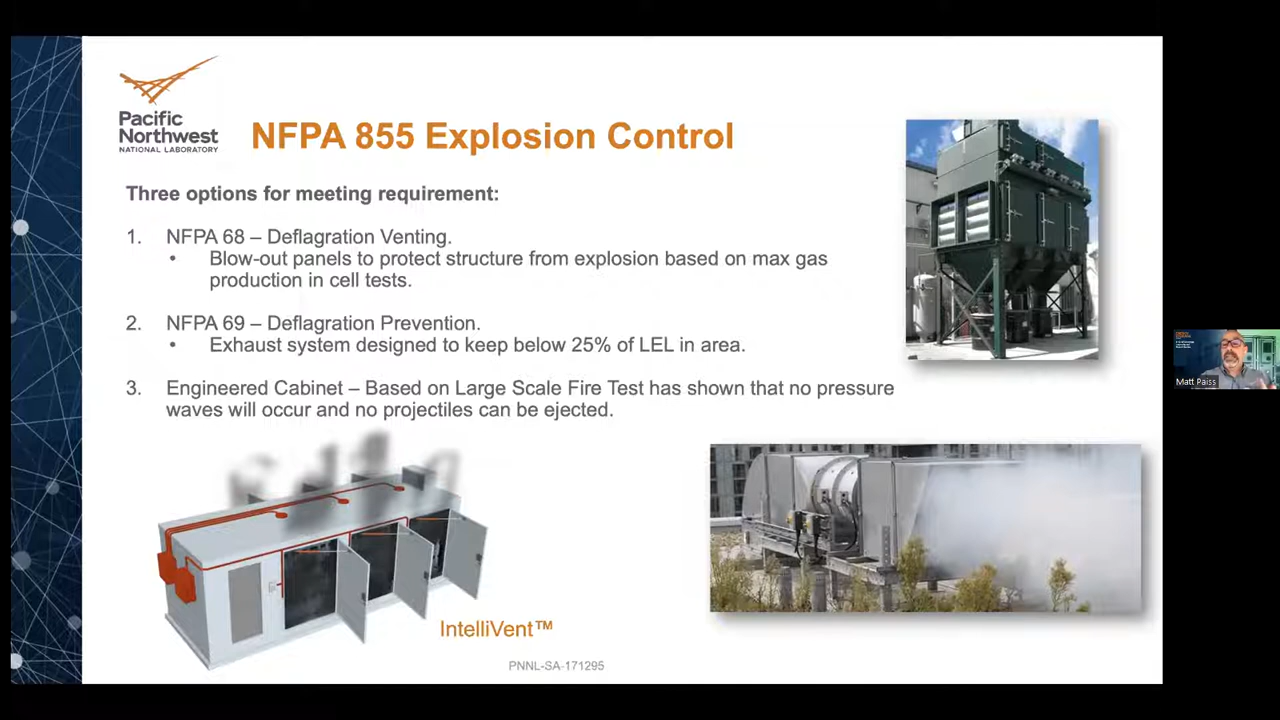 Pacific
Northwest
NATIONAL LABORATORY
NFPA 855 Explosion Control
Three options for meeting requirement:
1. NFPA 68 – Deflagration Venting.
• Blow-out panels to protect structure from explosion based on max gas
production in cell tests.
2. NFPA 69 – Deflagration Prevention.
• Exhaust system designed to keep below 25% of LEL in area.
3. Engineered Cabinet – Based on Large Scale Fire Test has shown that no pressure
waves will occur and no projectiles can be ejected.
IntelliVent™
PNNL-SA-171295
Matt Paiss